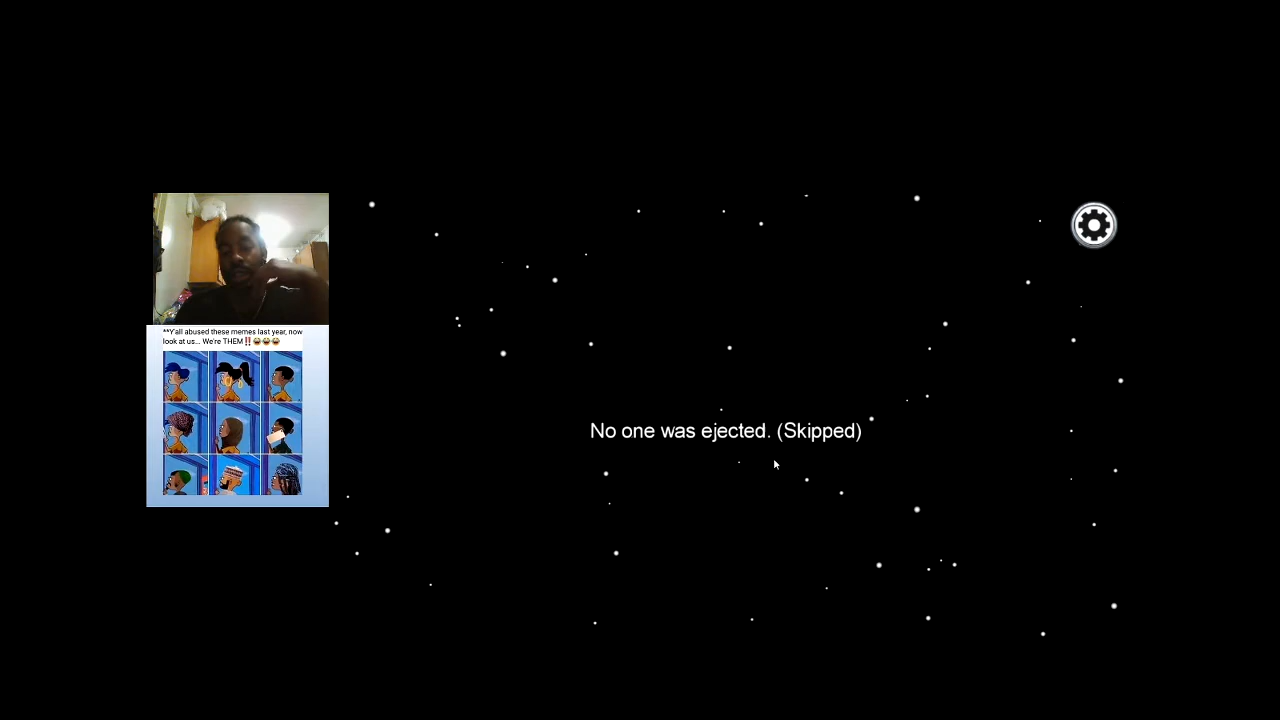 **Y'all abused these memes last year, now
look at us... We're THEM‼️😂😂😂
No one was ejected. (Skipped)